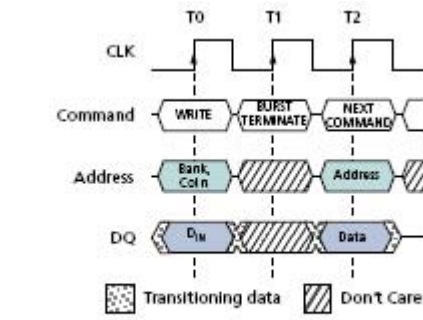 T0 T1 T2
CLK
Command WRITE BURST TERMINATE NEXT COMMAND
Address Bank, Col n Address
DQ DIN Data
Transitioning data Don't Care